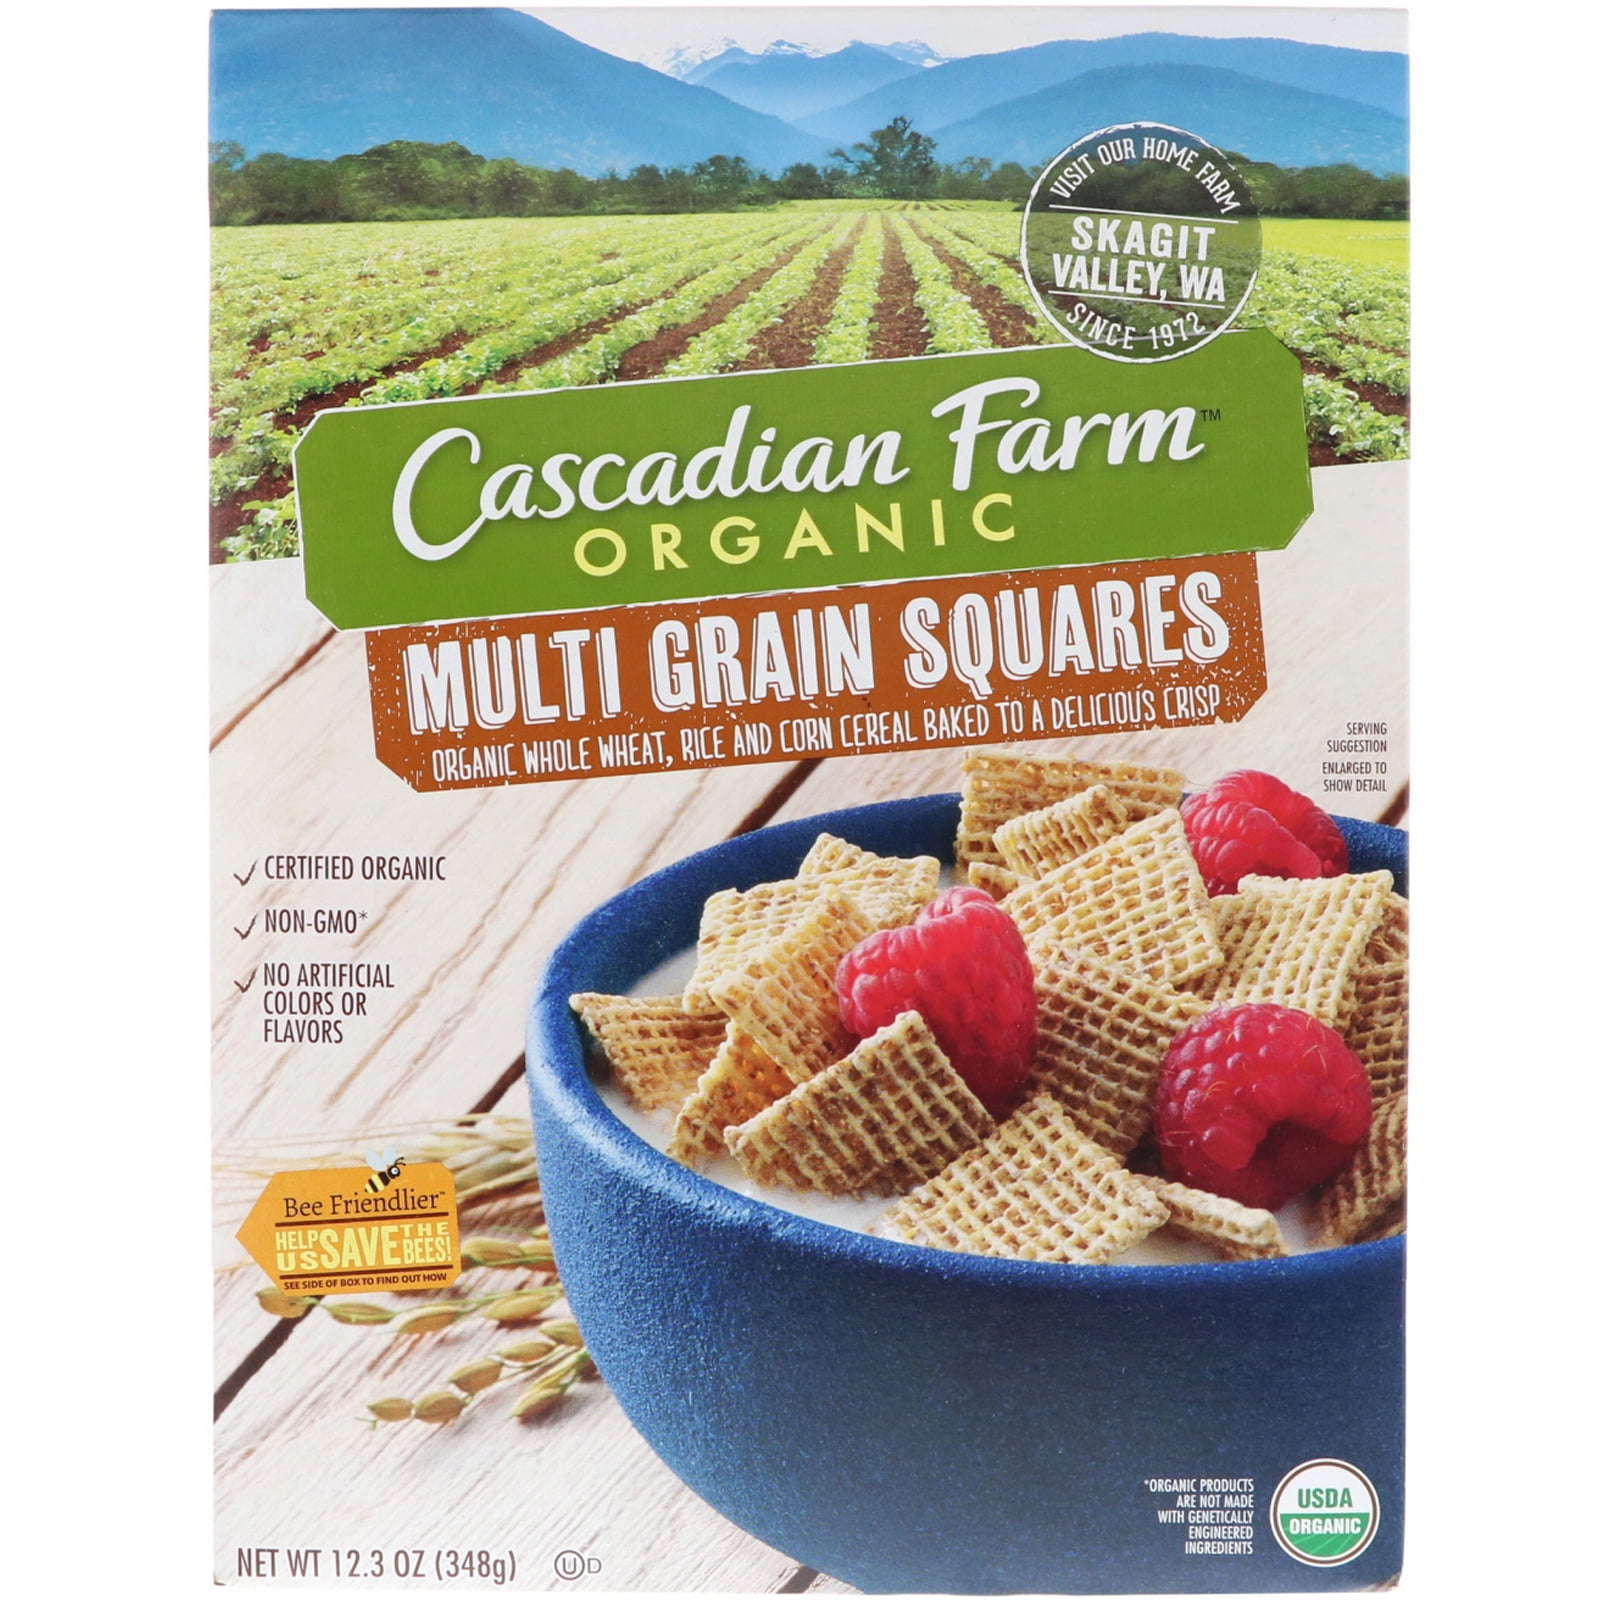 VISIT OUR HOME FARM
SKAGIT
VALLEY, WA
SINCE 1972
Cascadian Farm™
ORGANIC
MULTI GRAIN SQUARES
ORGANIC WHOLE WHEAT, RICE AND CORN CEREAL BAKED TO A DELICIOUS CRISP
SERVING
SUGGESTION
ENLARGED TO
SHOW DETAIL
CERTIFIED ORGANIC
NON-GMO*
NO ARTIFICIAL
COLORS OR
FLAVORS
Bee Friendlier™
HELP US SAVE THE BEES!
SEE SIDE OF BOX TO FIND OUT HOW
*ORGANIC PRODUCTS
ARE NOT MADE
WITH GENETICALLY
ENGINEERED
INGREDIENTS
USDA
ORGANIC
NET WT 12.3 OZ (348g)
U D